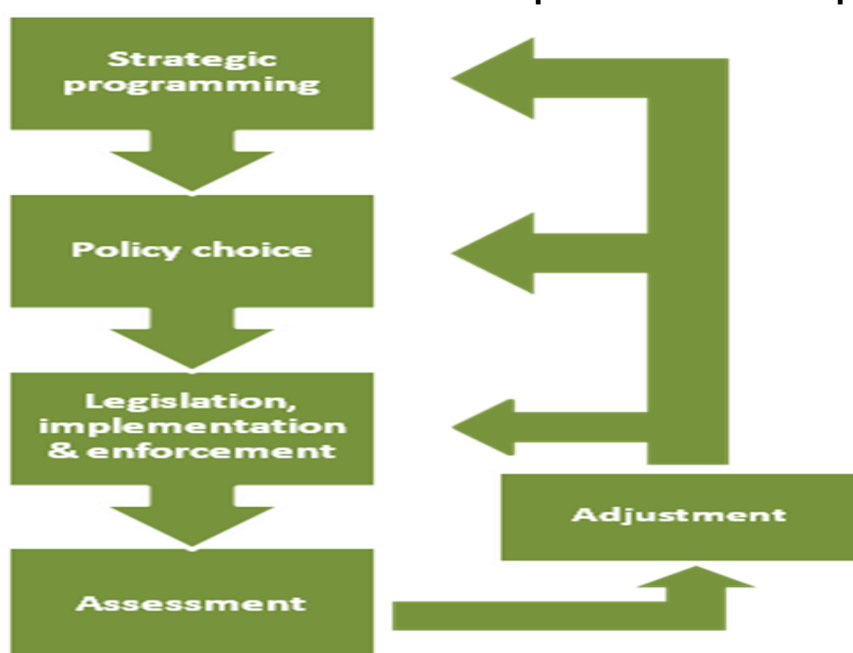 Strategic
programming
Policy choice
Legislation,
implementation
& enforcement
Adjustment
Assessment